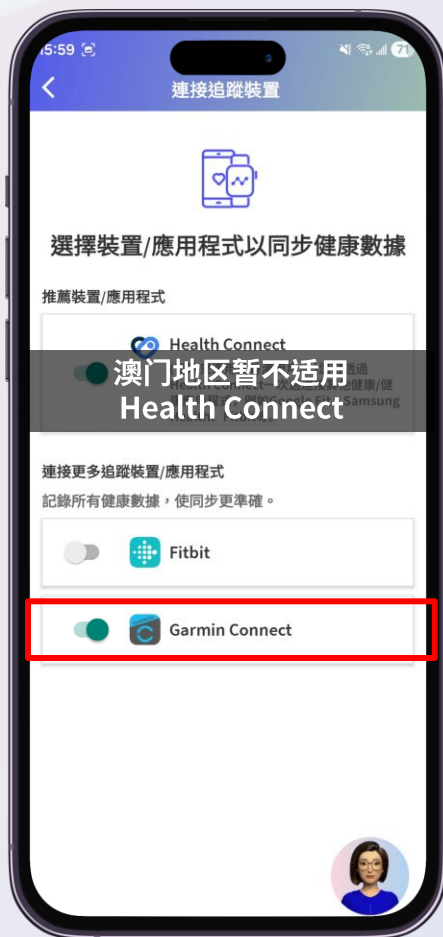 15:59
71
連接追蹤裝置
選擇裝置/應用程式以同步健康數據
推薦裝置/應用程式
Health Connect
澳门地区暂不适用
Health Connect
Samsung
連接更多追蹤裝置/應用程式
記錄所有健康數據，使同步更準確。
Fitbit
Garmin Connect